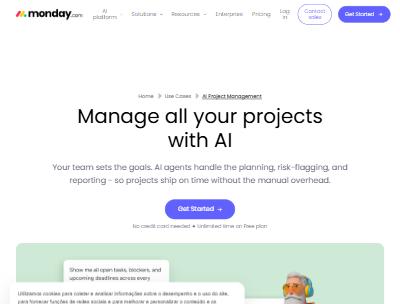 monday.com
AI platform
Solutions
Resources
Enterprise
Pricing
Log in
Contact sales
Get Started →
Home > Use Cases > AI Project Management
Manage all your projects
with AI
Your team sets the goals. AI agents handle the planning, risk-flagging, and
reporting - so projects ship on time without the manual overhead.
Get Started →
No credit card needed ✦ Unlimited time on Free plan
Show me all open tasks, blockers, and
upcoming deadlines across every
Utilizamos cookies para coletar e analisar informações sobre o desempenho e o uso do site,
para fornecer funções de redes sociais e para melhorar e personalizar o conteúdo e os